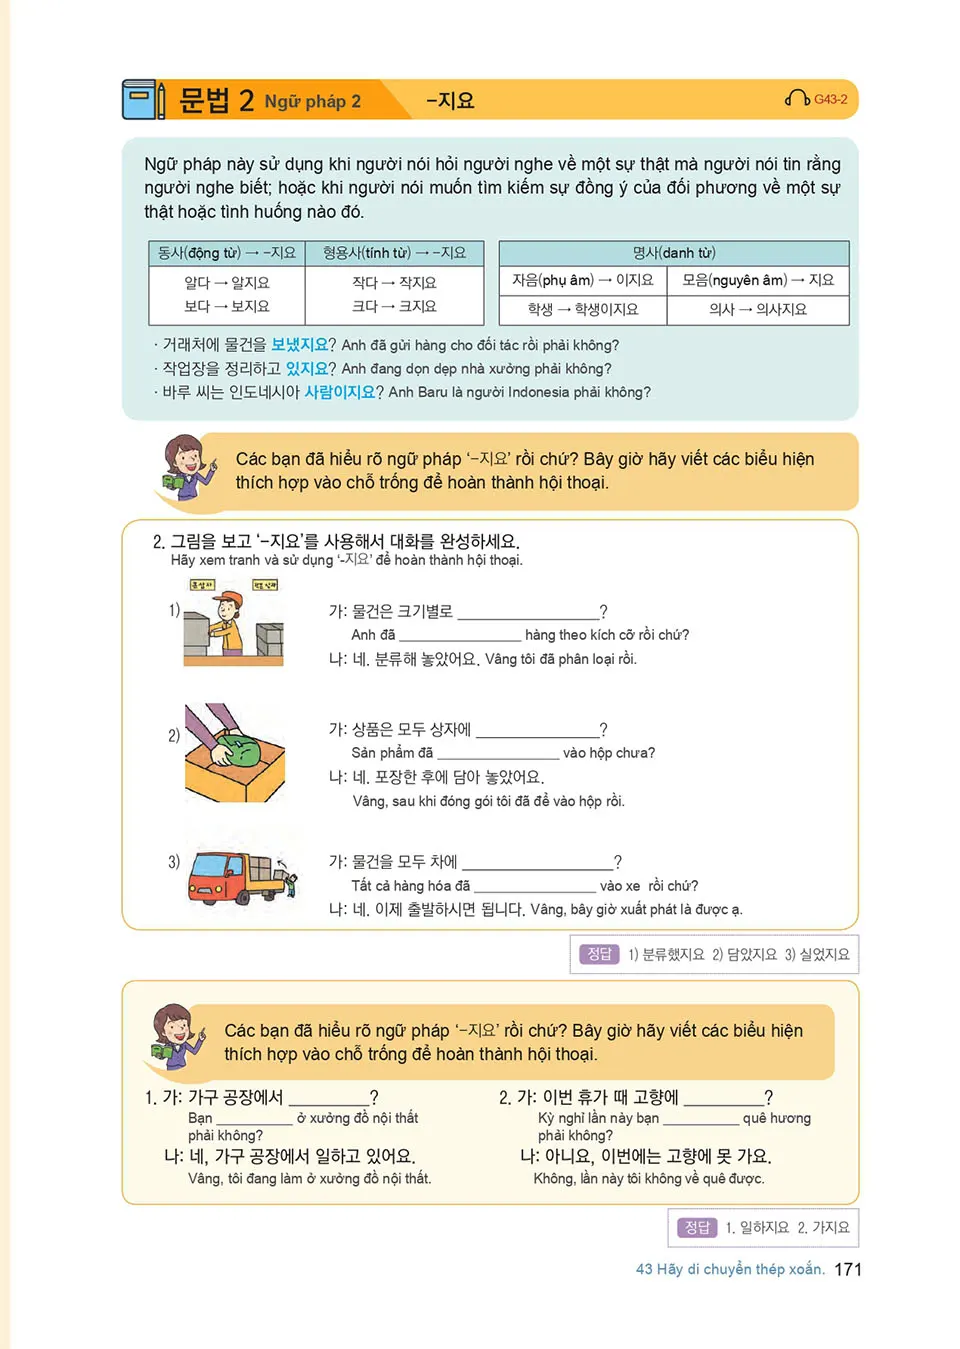 문법 2 Ngữ pháp 2 -지요 G43-2
Ngữ pháp này sử dụng khi người nói hỏi người nghe về một sự thật mà người nói tin rằng
người nghe biết; hoặc khi người nói muốn tìm kiếm sự đồng ý của đối phương về một sự
thật hoặc tình huống nào đó.
동사(động từ) → -지요 형용사(tính từ) → -지요
알다 → 알지요 작다 → 작지요
보다 → 보지요 크다 → 크지요
명사(danh từ)
자음(phụ âm) → 이지요 모음(nguyên âm) → 지요
학생 → 학생이지요 의사 → 의사지요
· 거래처에 물건을 보냈지요? Anh đã gửi hàng cho đối tác rồi phải không?
· 작업장을 정리하고 있지요? Anh đang dọn dẹp nhà xưởng phải không?
· 바루 씨는 인도네시아 사람이지요? Anh Baru là người Indonesia phải không?
Các bạn đã hiểu rõ ngữ pháp ‘-지요’ rồi chứ? Bây giờ hãy viết các biểu hiện
thích hợp vào chỗ trống để hoàn thành hội thoại.
2. 그림을 보고 ‘-지요’를 사용해서 대화를 완성하세요.
Hãy xem tranh và sử dụng ‘-지요’ để hoàn thành hội thoại.
1)
가: 물건은 크기별로 ________________?
Anh đã ________________ hàng theo kích cỡ rồi chứ?
나: 네. 분류해 놓았어요. Vâng tôi đã phân loại rồi.
2)
가: 상품은 모두 상자에 ________________?
Sản phẩm đã ________________ vào hộp chưa?
나: 네. 포장한 후에 담아 놓았어요.
Vâng, sau khi đóng gói tôi đã để vào hộp rồi.
3)
가: 물건을 모두 차에 ________________?
Tất cả hàng hóa đã ________________ vào xe rồi chứ?
나: 네. 이제 출발하시면 됩니다. Vâng, bây giờ xuất phát là được ạ.
정답 1) 분류했지요 2) 담았지요 3) 실었지요
Các bạn đã hiểu rõ ngữ pháp ‘-지요’ rồi chứ? Bây giờ hãy viết các biểu hiện
thích hợp vào chỗ trống để hoàn thành hội thoại.
1. 가: 가구 공장에서 __________?
Bạn __________ ở xưởng đồ nội thất
phải không?
나: 네, 가구 공장에서 일하고 있어요.
Vâng, tôi đang làm ở xưởng đồ nội thất.
2. 가: 이번 휴가 때 고향에 __________?
Kỳ nghỉ lần này bạn __________ quê hương
phải không?
나: 아니요, 이번에는 고향에 못 가요.
Không, lần này tôi không về quê được.
정답 1. 일하지요 2. 가지요
43 Hãy di chuyển thép xoắn. 171